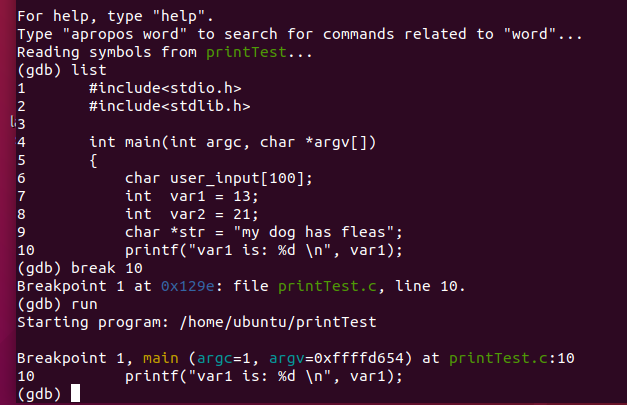 For help, type "help".
Type "apropos word" to search for commands related to "word"...
Reading symbols from printTest...
(gdb) list
1       #include<stdio.h>
2       #include<stdlib.h>
3
4       int main(int argc, char *argv[])
5       {
6           char user_input[100];
7           int  var1 = 13;
8           int  var2 = 21;
9           char *str = "my dog has fleas";
10          printf("var1 is: %d \n", var1);
(gdb) break 10
Breakpoint 1 at 0x129e: file printTest.c, line 10.
(gdb) run
Starting program: /home/ubuntu/printTest

Breakpoint 1, main (argc=1, argv=0xffffd654) at printTest.c:10
10          printf("var1 is: %d \n", var1);
(gdb)